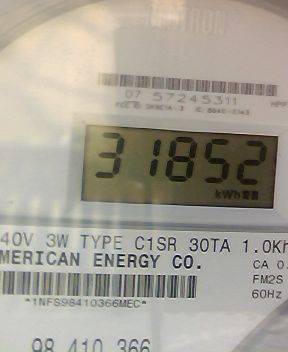 07 57245311
31852
kWh
40V 3W TYPE C1SR 30TA 1.0Kh
MERICAN ENERGY CO.
CA 0.
FM2S
60Hz
*1NFS98410366MEC*
98 410 366